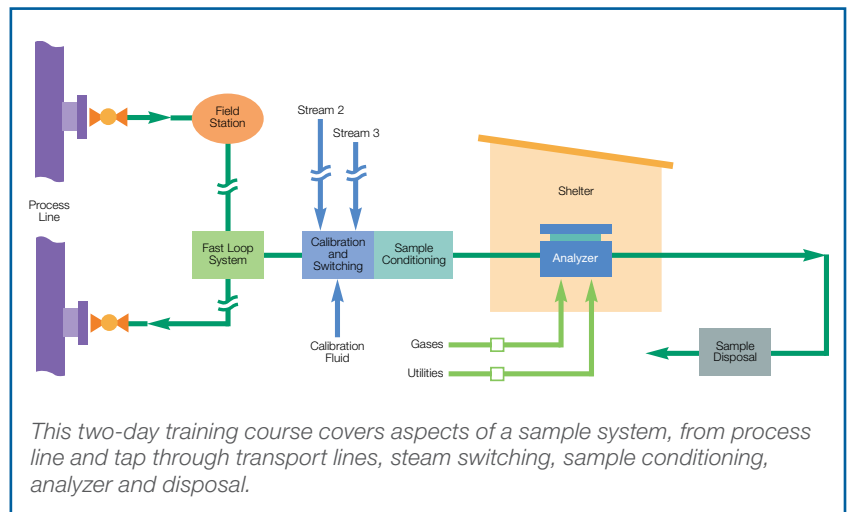 Process
Line
Field
Station
Stream 2
Stream 3
Fast Loop
System
Calibration
and
Switching
Sample
Conditioning
Calibration
Fluid
Shelter
Analyzer
Gases
Utilities
Sample
Disposal
This two-day training course covers aspects of a sample system, from process
line and tap through transport lines, steam switching, sample conditioning,
analyzer and disposal.